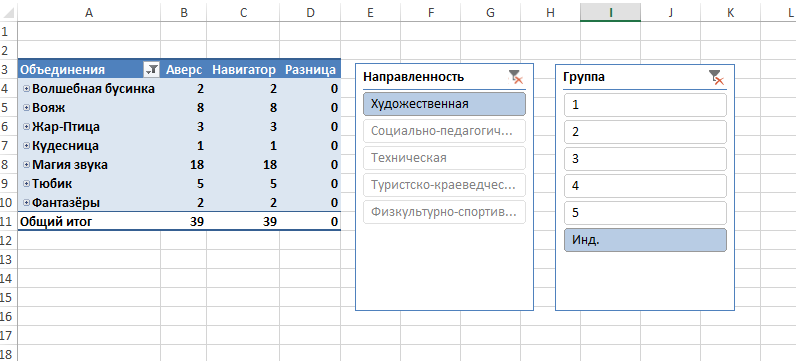 A B C D E F G H I J K L
1
2
3 Объединения Аверс Навигатор Разница
4 Волшебная бусинка 2 2 0
5 Вояж 8 8 0
6 Жар-Птица 3 3 0
7 Кудесница 1 1 0
8 Магия звука 18 18 0
9 Тюбик 5 5 0
10 Фантазёры 2 2 0
11 Общий итог 39 39 0
12
13
14
15
16
17
18
Направленность
Художественная
Социально-педагогич...
Техническая
Туристско-краеведчес...
Физкультурно-спортив...
Группа
1
2
3
4
5
Инд.